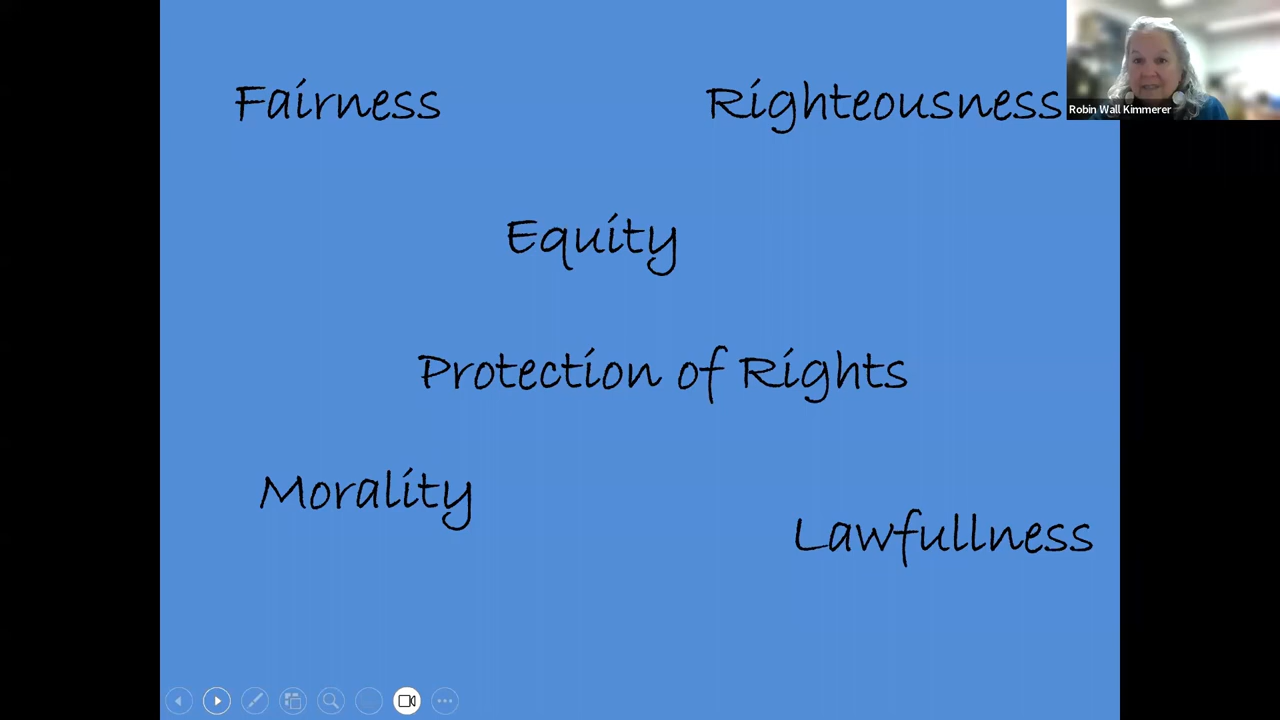 Fairness
Righteousness
Robin Wall Kimmerer
Equity
Protection of Rights
Morality
Lawfullness